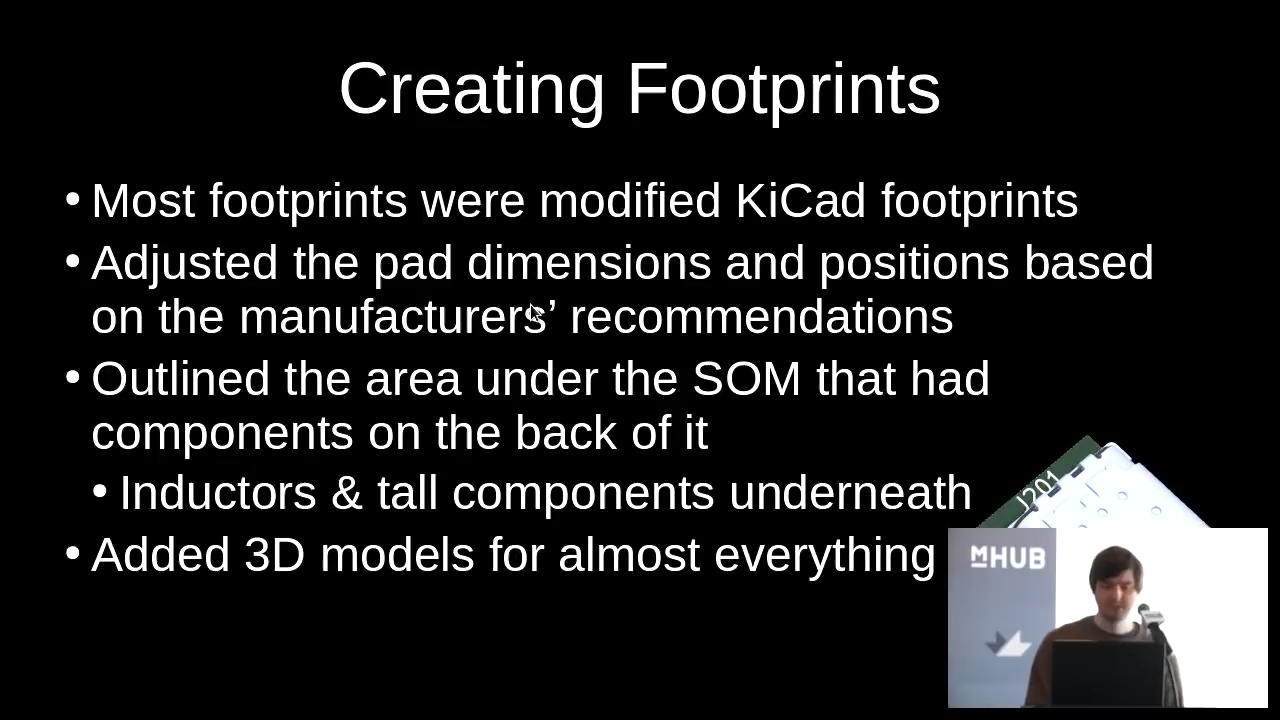 Creating Footprints
• Most footprints were modified KiCad footprints
• Adjusted the pad dimensions and positions based
on the manufacturers’ recommendations
• Outlined the area under the SOM that had
components on the back of it
• Inductors & tall components underneath
J201
• Added 3D models for almost everything
MHUB